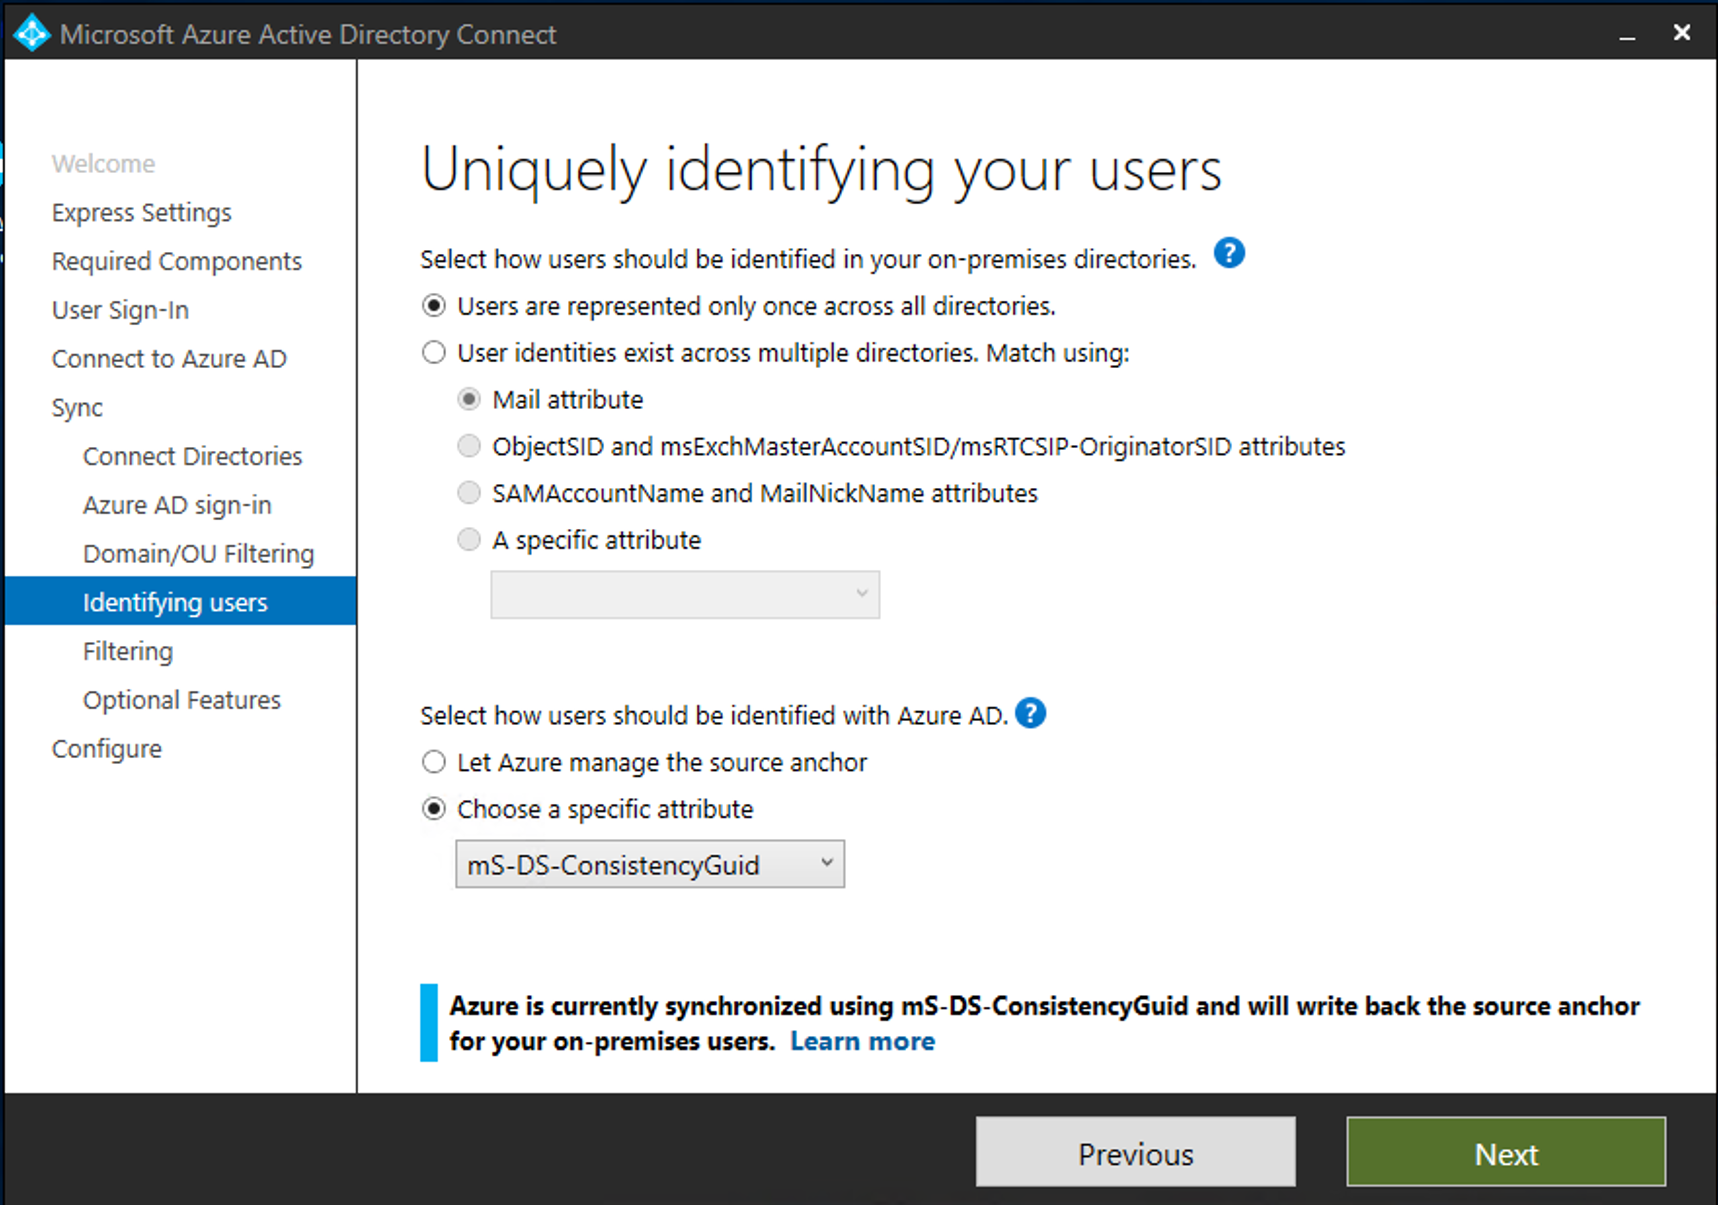 Microsoft Azure Active Directory Connect
Welcome
Express Settings
Required Components
User Sign-In
Connect to Azure AD
Sync
Connect Directories
Azure AD sign-in
Domain/OU Filtering
Identifying users
Filtering
Optional Features
Configure
Uniquely identifying your users
Select how users should be identified in your on-premises directories. ?
Users are represented only once across all directories.
User identities exist across multiple directories. Match using:
Mail attribute
ObjectSID and msExchMasterAccountSID/msRTCSIP-OriginatorSID attributes
SAMAccountName and MailNickName attributes
A specific attribute
Select how users should be identified with Azure AD. ?
Let Azure manage the source anchor
Choose a specific attribute
mS-DS-ConsistencyGuid
Azure is currently synchronized using mS-DS-ConsistencyGuid and will write back the source anchor
for your on-premises users. Learn more
Previous
Next